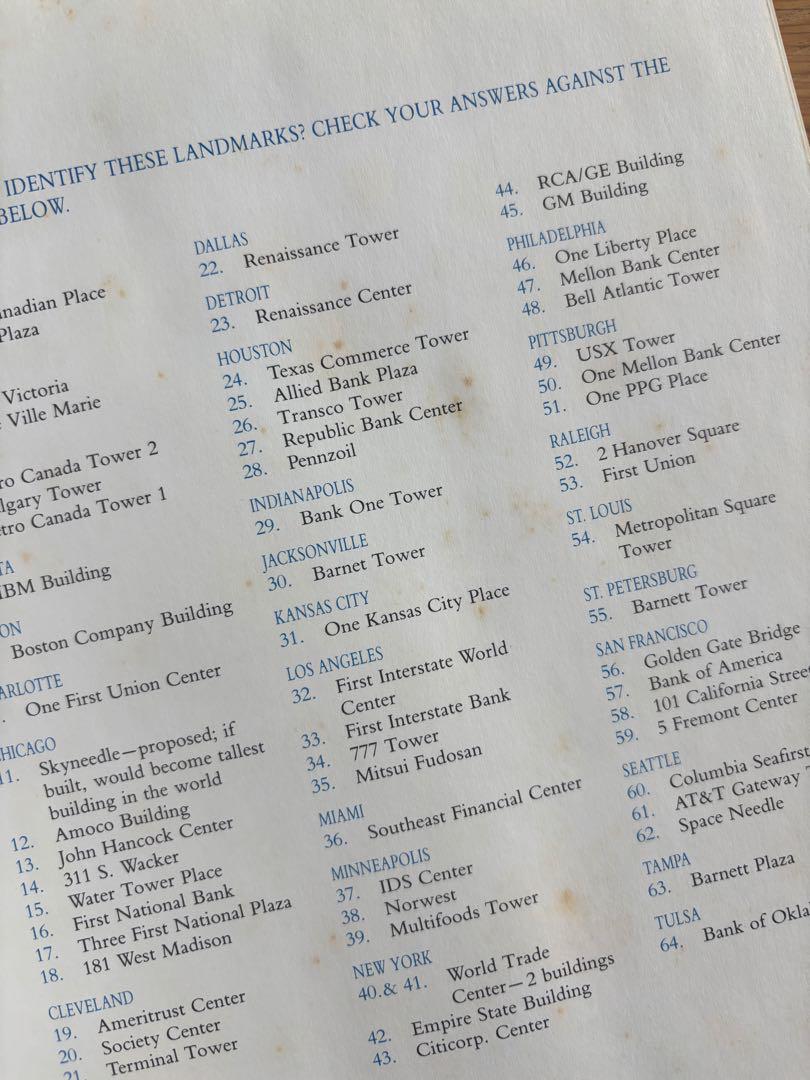 IDENTIFY THESE LANDMARKS? CHECK YOUR ANSWERS AGAINST THE
BELOW.
Place
Plaza
Victoria
Ville Marie
Canada Tower 2
Tower
Canada Tower 1
IBM Building
Boston Company Building
One First Union Center
CHICAGO
11. Skyneedle—proposed; if
built, would become tallest
building in the world
12. Amoco Building
13. John Hancock Center
14. 311 S. Wacker
15. Water Tower Place
16. First National Bank
17. Three First National Plaza
18. 181 West Madison
CLEVELAND
19. Ameritrust Center
20. Society Center
21. Terminal Tower
DALLAS
22. Renaissance Tower
DETROIT
23. Renaissance Center
HOUSTON
24. Texas Commerce Tower
25. Allied Bank Plaza
26. Transco Tower
27. Republic Bank Center
28. Pennzoil
INDIANAPOLIS
29. Bank One Tower
JACKSONVILLE
30. Barnet Tower
KANSAS CITY
31. One Kansas City Place
LOS ANGELES
32. First Interstate World
Center
33. First Interstate Bank
34. 777 Tower
35. Mitsui Fudosan
MIAMI
36. Southeast Financial Center
MINNEAPOLIS
37. IDS Center
38. Norwest
39. Multifoods Tower
NEW YORK
40.& 41. World Trade
Center—2 buildings
42. Empire State Building
43. Citicorp. Center
44. RCA/GE Building
45. GM Building
PHILADELPHIA
46. One Liberty Place
47. Mellon Bank Center
48. Bell Atlantic Tower
PITTSBURGH
49. USX Tower
50. One Mellon Bank Center
51. One PPG Place
RALEIGH
52. 2 Hanover Square
53. First Union
ST. LOUIS
54. Metropolitan Square
Tower
ST. PETERSBURG
55. Barnett Tower
SAN FRANCISCO
56. Golden Gate Bridge
57. Bank of America
58. 101 California Street
59. 5 Fremont Center
SEATTLE
60. Columbia
61. AT&T Gateway
62. Space Needle
TAMPA
63. Barnett Plaza
TULSA
64. Bank of